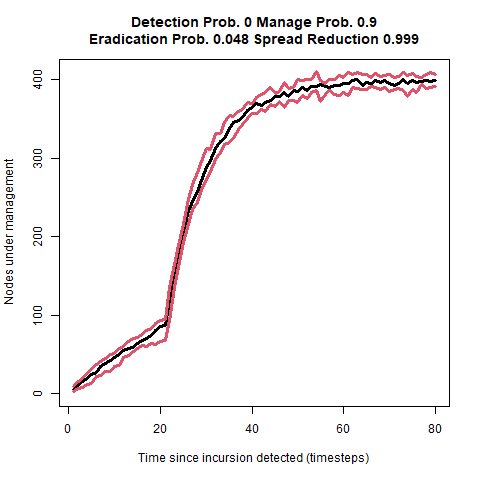 Detection Prob. 0 Manage Prob. 0.9
Eradication Prob. 0.048 Spread Reduction 0.999
Nodes under management
400
300
200
100
0
0 20 40 60 80
Time since incursion detected (timesteps)